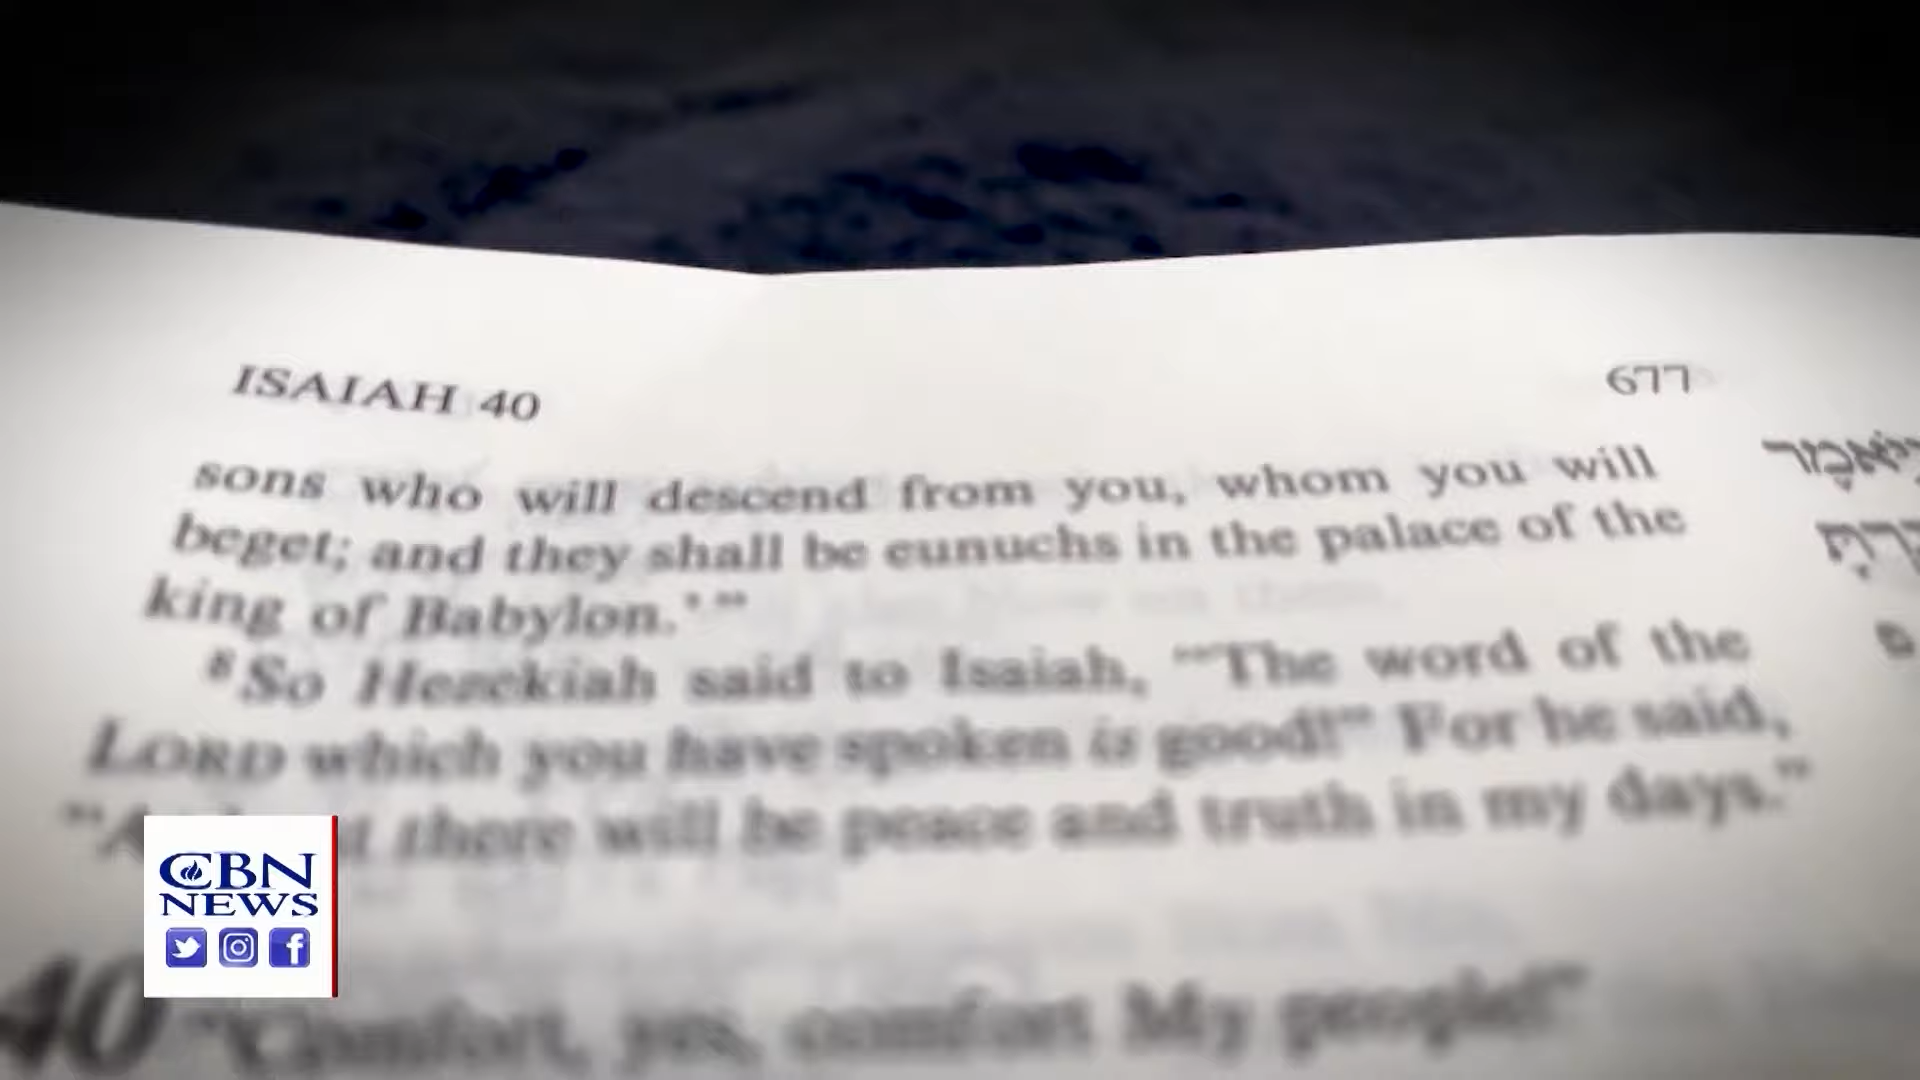 ISAIAH 40
677
sons who will descend from you, whom you will
beget; and they shall be eunuchs in the palace of the
king of Babylon.’”
8 So Hezekiah said to Isaiah, “The word of the
LORD which you have spoken is good!” For he said,
there will be peace and truth in my days.”
40 “Comfort, yes, comfort My people!”
CBN
NEWS